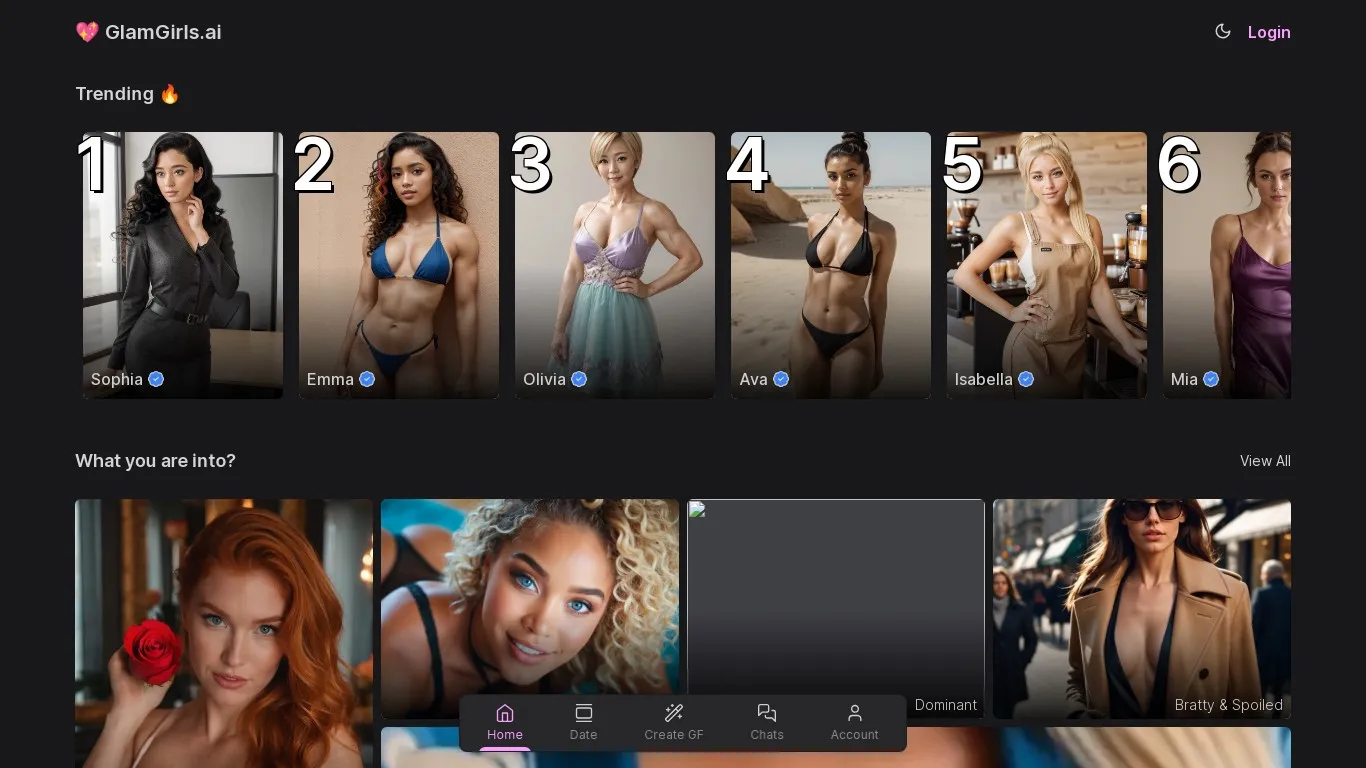 💖 GlamGirls.ai
Login
Trending 🔥
1
2
3
4
5
6
Sophia
Emma
Olivia
Ava
Isabella
Mia
What you are into?
View All
Dominant
Bratty & Spoiled
Home
Date
Create GF
Chats
Account